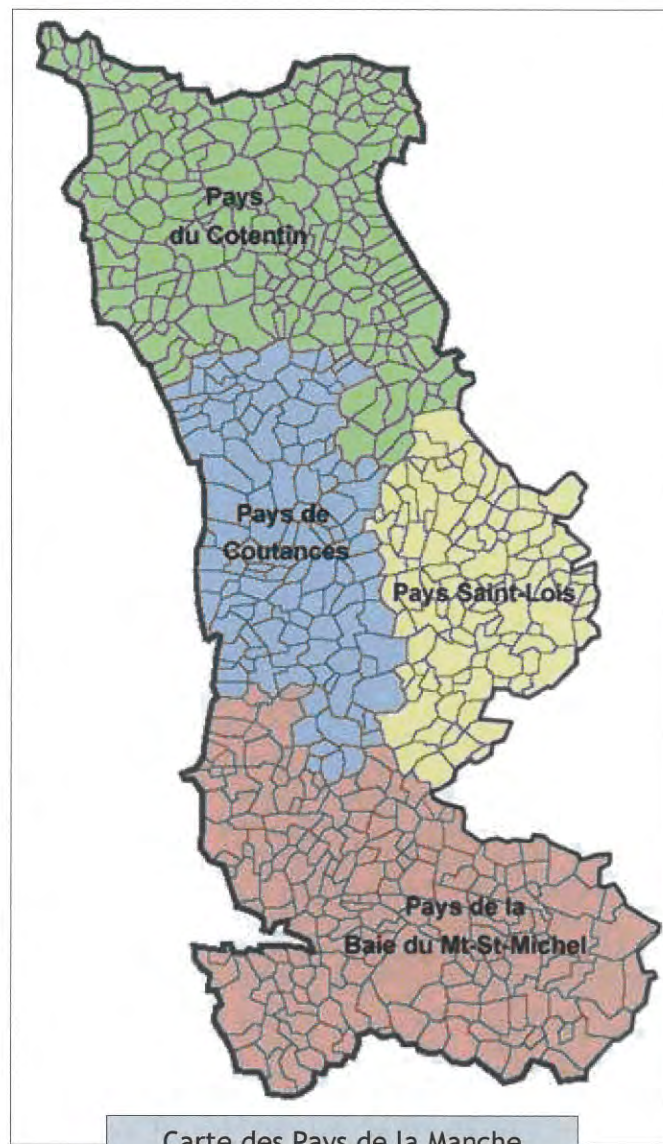 Pays
du Cotentin
Pays de
Coutances
Pays Saint-Lois
Pays de la
Baie du Mt-St-Michel
Carte des Pays de la Manche